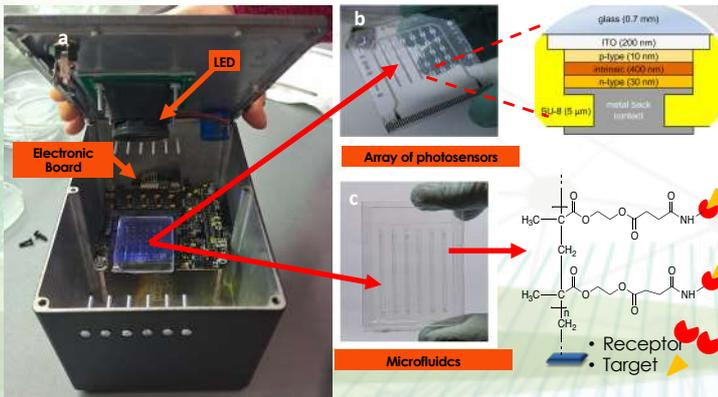 a
LED
Electronic
Board
b
Array of photosensors
glass (0.7 mm)
ITO (200 nm)
p-type (10 nm)
intrinsic (400 nm)
n-type (30 nm)
SU-8 (5 µm)
metal back
contact
c
Microfluidcs
O
O
H₃C
O
O
NH
O
CH₂
O
O
H₃C
O
O
NH
n
O
CH₂
• Receptor
• Target